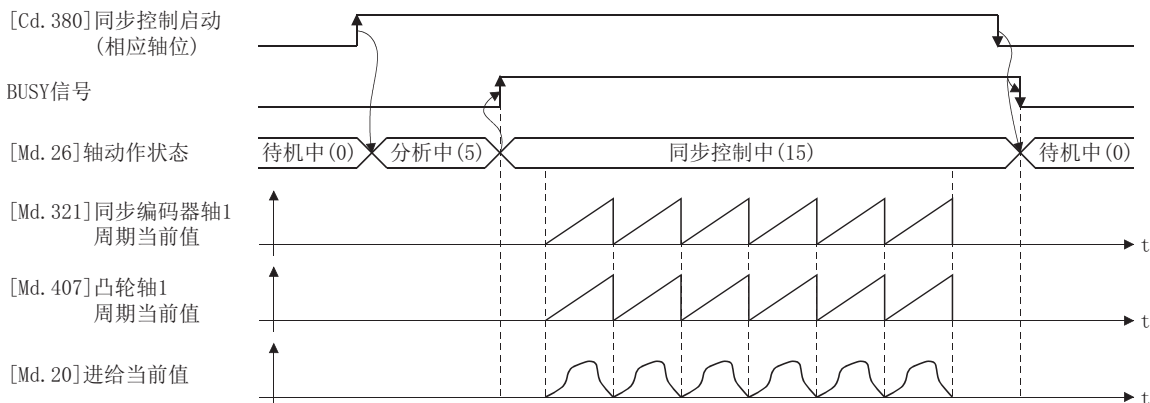 [Cd.380]同步控制启动
(相应轴位)
BUSY信号
[Md.26]轴动作状态
待机中(0) 分析中(5) 同步控制中(15) 待机中(0)
[Md.321]同步编码器轴1
周期当前值
t
[Md.407]凸轮轴1
周期当前值
t
[Md.20]进给当前值
t